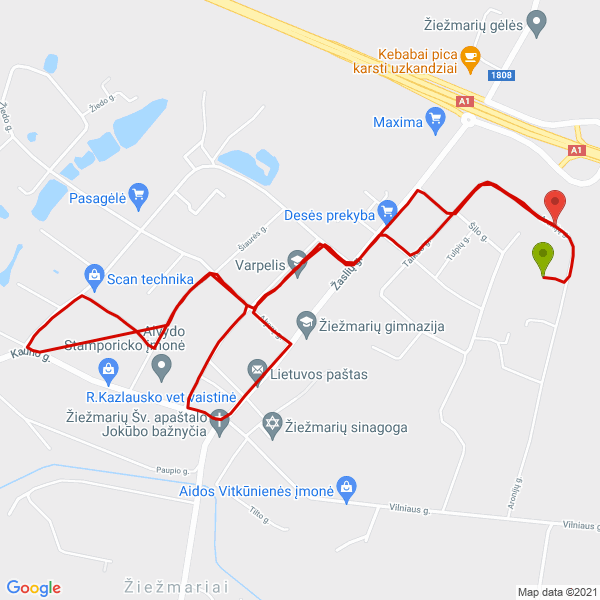 Žiežmarių gėlės
Kebabai pica
karsti uzkandziai
1808
A1
Maxima
A1
Žiedo g.
Žiedo g.
Pasagėlė
Desės prekyba
Šiaurės g.
Šilo g.
Tulpių g.
Varpelis
Žaslių g.
Scan technika
Žiežmarių gimnazija
Alvydo
Stamporicko įmonė
Kauno g.
Lietuvos paštas
R.Kazlausko vet vaistinė
Žiežmarių Šv. apaštalo
Jokūbo bažnyčia
Žiežmarių sinagoga
Paupio g.
Aidos Vitkūnienės įmonė
Aronijų g.
Vilniaus g.
Tilto g.
Vilniaus g.
Žiežmariai
Google
Map data ©2021